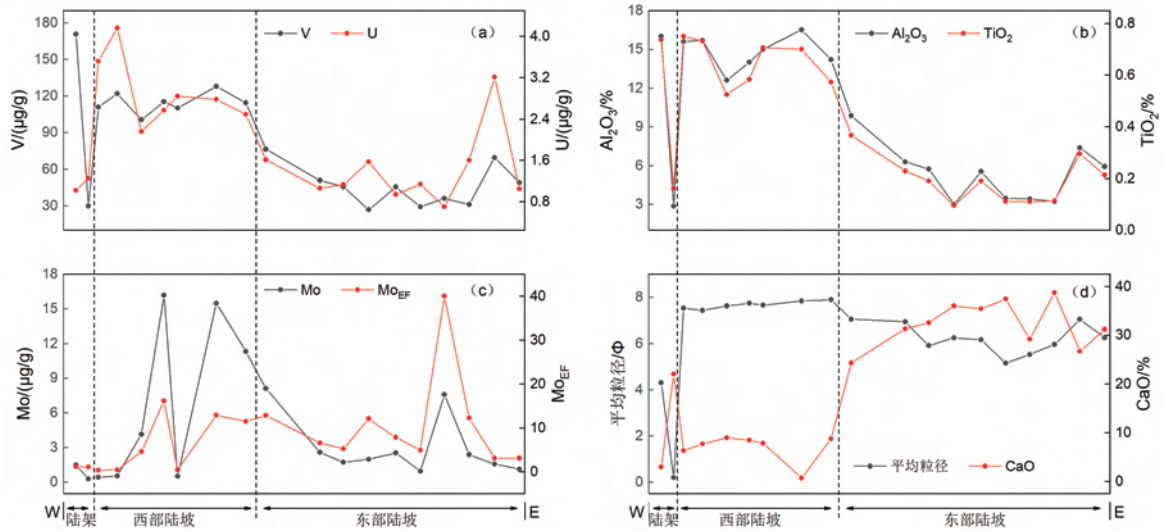 V
U
(a)
180
150
120
90
60
30
V/(μg/g)
4.0
3.2
2.4
1.6
0.8
U/(μg/g)
Al₂O₃
TiO₂
(b)
18
15
12
9
6
3
Al₂O₃/%
0.8
0.6
0.4
0.2
0.0
TiO₂/%
Mo
Mo_EF
(c)
18
15
12
9
6
3
0
Mo/(μg/g)
40
30
20
10
0
Mo_EF
(d)
8
6
4
2
0
平均粒径/Φ
40
30
20
10
0
CaO/%
平均粒径
CaO
W
陆架
西部陆坡
东部陆坡
E
W
陆架
西部陆坡
东部陆坡
E